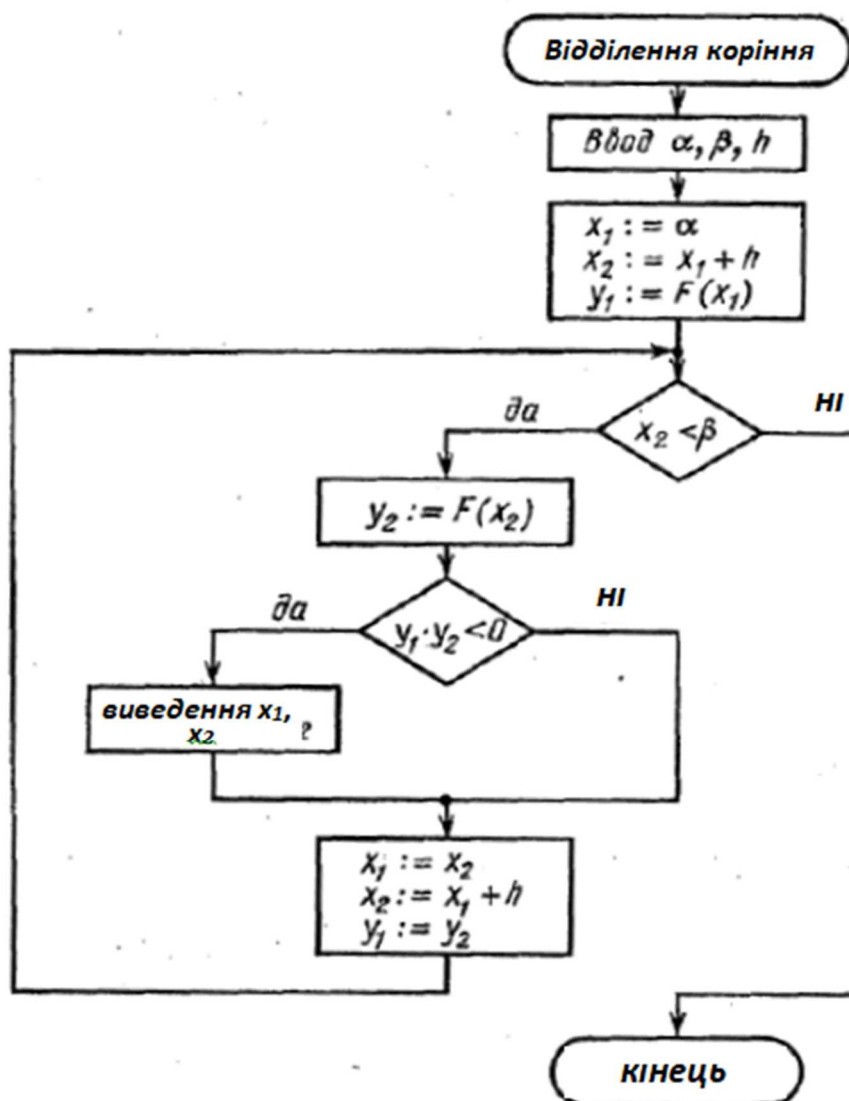 Відділення коріння
Ввод α, β, h
x₁ := α
x₂ := x₁ + h
y₁ := F(x₁)
да
x₂ < β
НІ
y₂ := F(x₂)
да
y₁·y₂ < 0
НІ
виведення x₁,
x₂
x₁ := x₂
x₂ := x₁ + h
y₁ := y₂
кінець